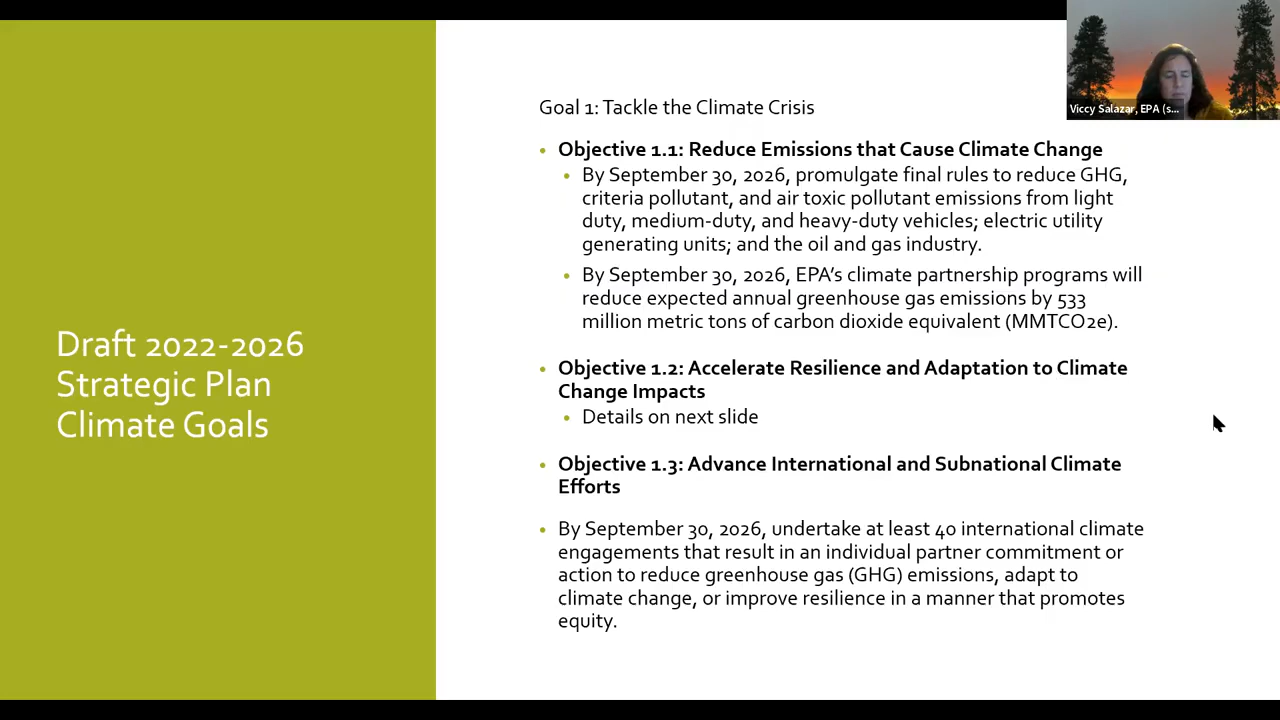 Viccy Salazar, EPA (s...
Draft 2022-2026
Strategic Plan
Climate Goals
Goal 1: Tackle the Climate Crisis
• Objective 1.1: Reduce Emissions that Cause Climate Change
• By September 30, 2026, promulgate final rules to reduce GHG,
criteria pollutant, and air toxic pollutant emissions from light
duty, medium-duty, and heavy-duty vehicles; electric utility
generating units; and the oil and gas industry.
• By September 30, 2026, EPA's climate partnership programs will
reduce expected annual greenhouse gas emissions by 533
million metric tons of carbon dioxide equivalent (MMTCO2e).
• Objective 1.2: Accelerate Resilience and Adaptation to Climate
Change Impacts
• Details on next slide
• Objective 1.3: Advance International and Subnational Climate
Efforts
• By September 30, 2026, undertake at least 40 international climate
engagements that result in an individual partner commitment or
action to reduce greenhouse gas (GHG) emissions, adapt to
climate change, or improve resilience in a manner that promotes
equity.